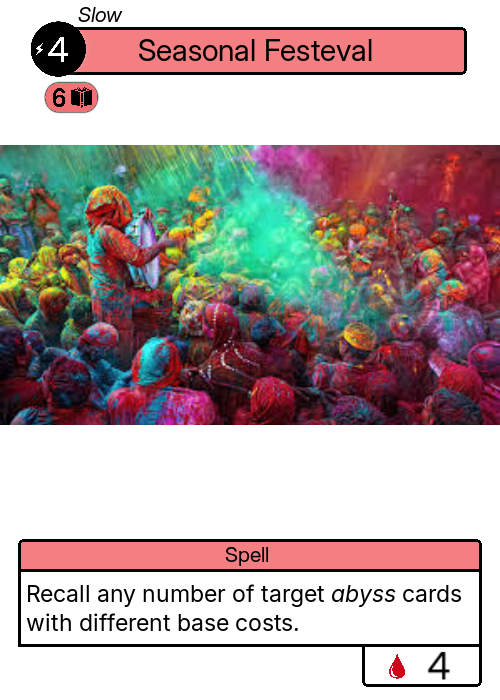 Slow
4
Seasonal Festeval
6
Spell
Recall any number of target abyss cards
with different base costs.
4